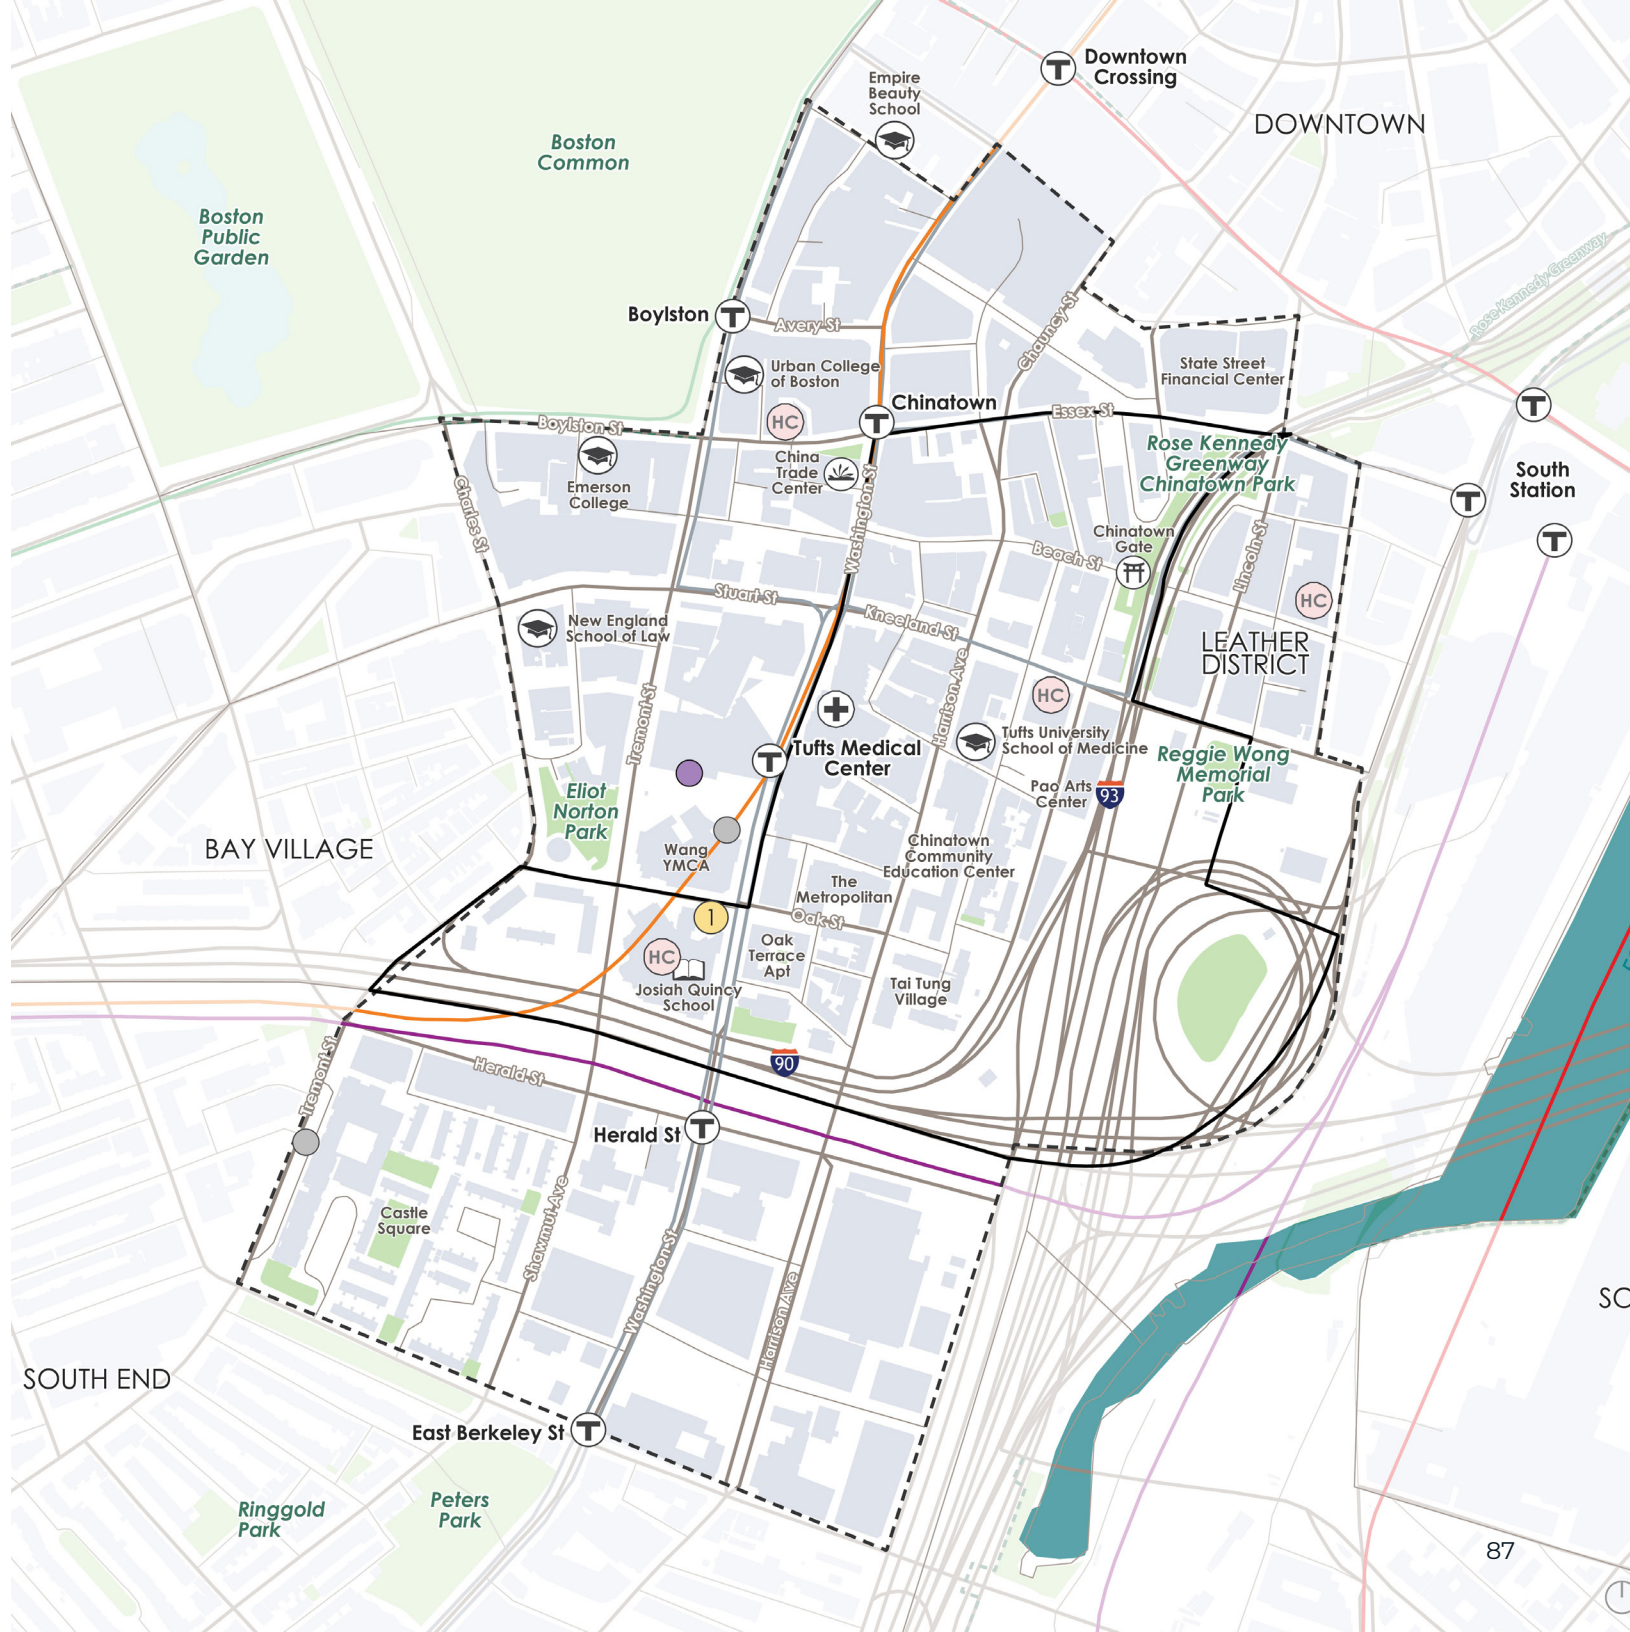 Downtown
Crossing
DOWNTOWN
Empire
Beauty
School
Boston
Common
Boston
Public
Garden
Rose Kennedy Greenway
Boylston
Avery St
Chauncy St
State Street
Financial Center
Urban College
of Boston
Chinatown
HC
Essex St
Boylston St
Rose Kennedy
Greenway
Chinatown Park
South
Station
China
Trade
Center
Emerson
College
Charles St
Washington St
Chinatown
Gate
Beach St
Lincoln St
HC
Stuart St
Kneeland St
New England
School of Law
LEATHER
DISTRICT
Tremont St
Harrison Ave
HC
Tufts University
School of Medicine
Tufts Medical
Center
Reggie Wong
Memorial
Park
Pao Arts
Center
93
Eliot
Norton
Park
BAY VILLAGE
Wang
YMCA
Chinatown
Community
Education Center
The
Metropolitan
1
Oak St
HC
Oak
Terrace
Apt
Josiah Quincy
School
Tai Tung
Village
90
Tremont St
Herald St
Herald St
Castle
Square
Shawmut Ave
Washington St
Harrison Ave
SO
SOUTH END
East Berkeley St
Ringgold
Park
Peters
Park
87
T
T
T
T
T
T
T
T
T